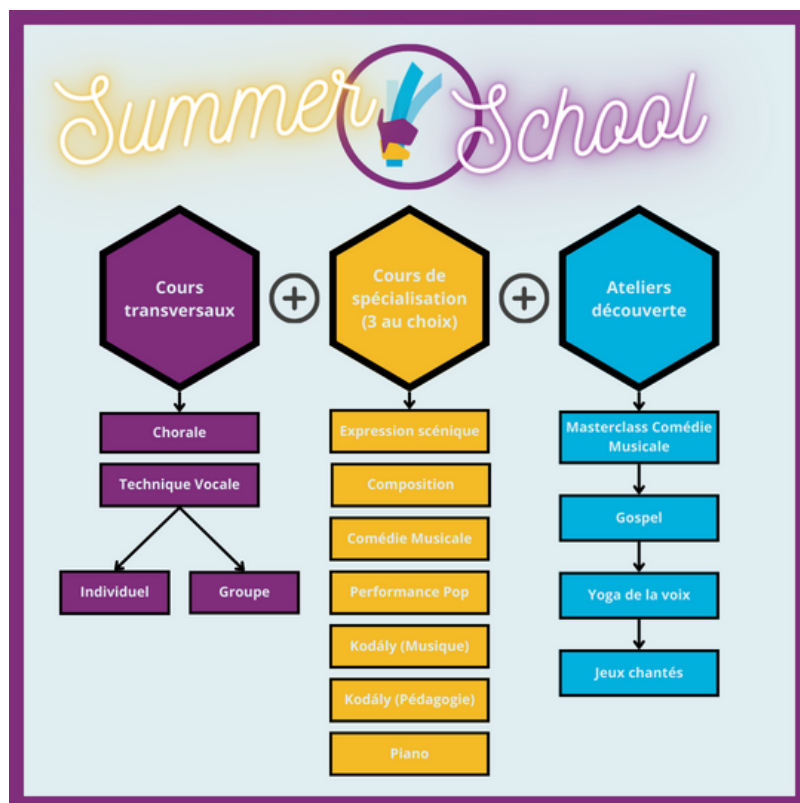 Summer School
Cours
transversaux
Cours de
spécialisation
(3 au choix)
Ateliers
découverte
Chorale
Technique Vocale
Individuel
Groupe
Expression scénique
Composition
Comédie Musicale
Performance Pop
Kodály (Musique)
Kodály (Pédagogie)
Piano
Masterclass Comédie
Musicale
Gospel
Yoga de la voix
Jeux chantés